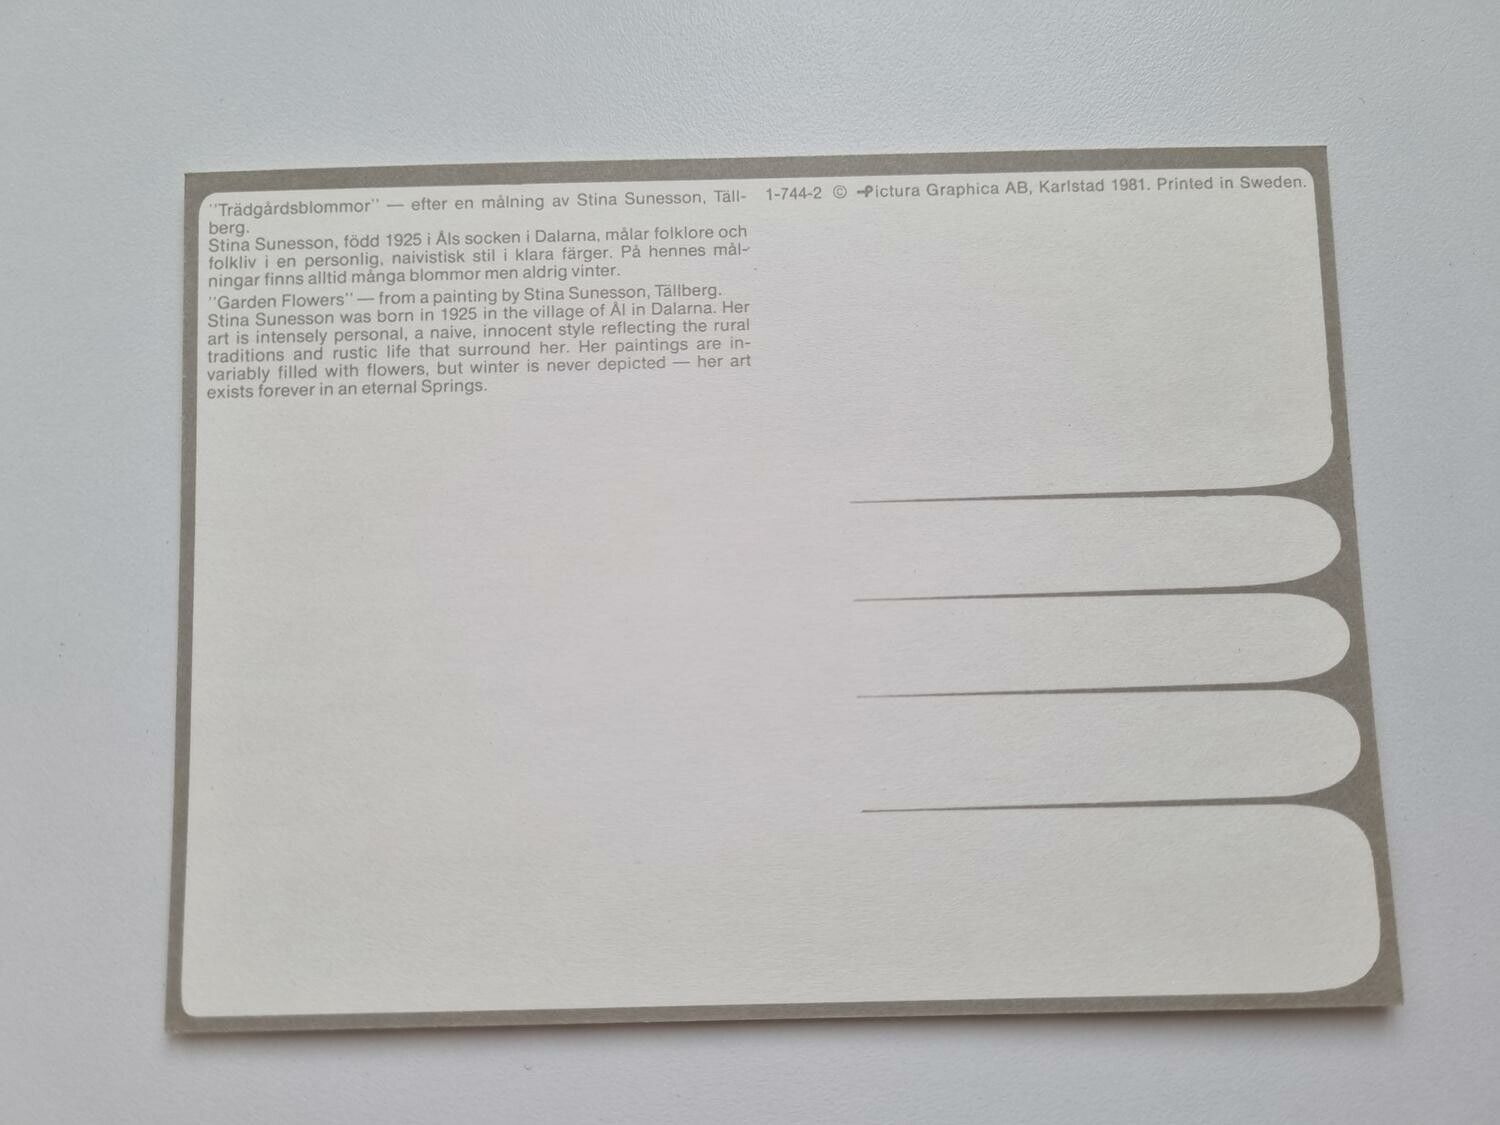 "Trädgårdsblommor" — efter en målning av Stina Sunesson, Täll-
berg.
Stina Sunesson, född 1925 i Åls socken i Dalarna, målar folklore och
folkliv i en personlig, naivistisk stil i klara färger. På hennes mål-
ningar finns alltid många blommor men aldrig vinter.
"Garden Flowers" — from a painting by Stina Sunesson, Tällberg.
Stina Sunesson was born in 1925 in the village of Ål in Dalarna. Her
art is intensely personal, a naive, innocent style reflecting the rural
traditions and rustic life that surround her. Her paintings are in-
variably filled with flowers, but winter is never depicted — her art
exists forever in an eternal Springs.
1-744-2 © Pictura Graphica AB, Karlstad 1981. Printed in Sweden.